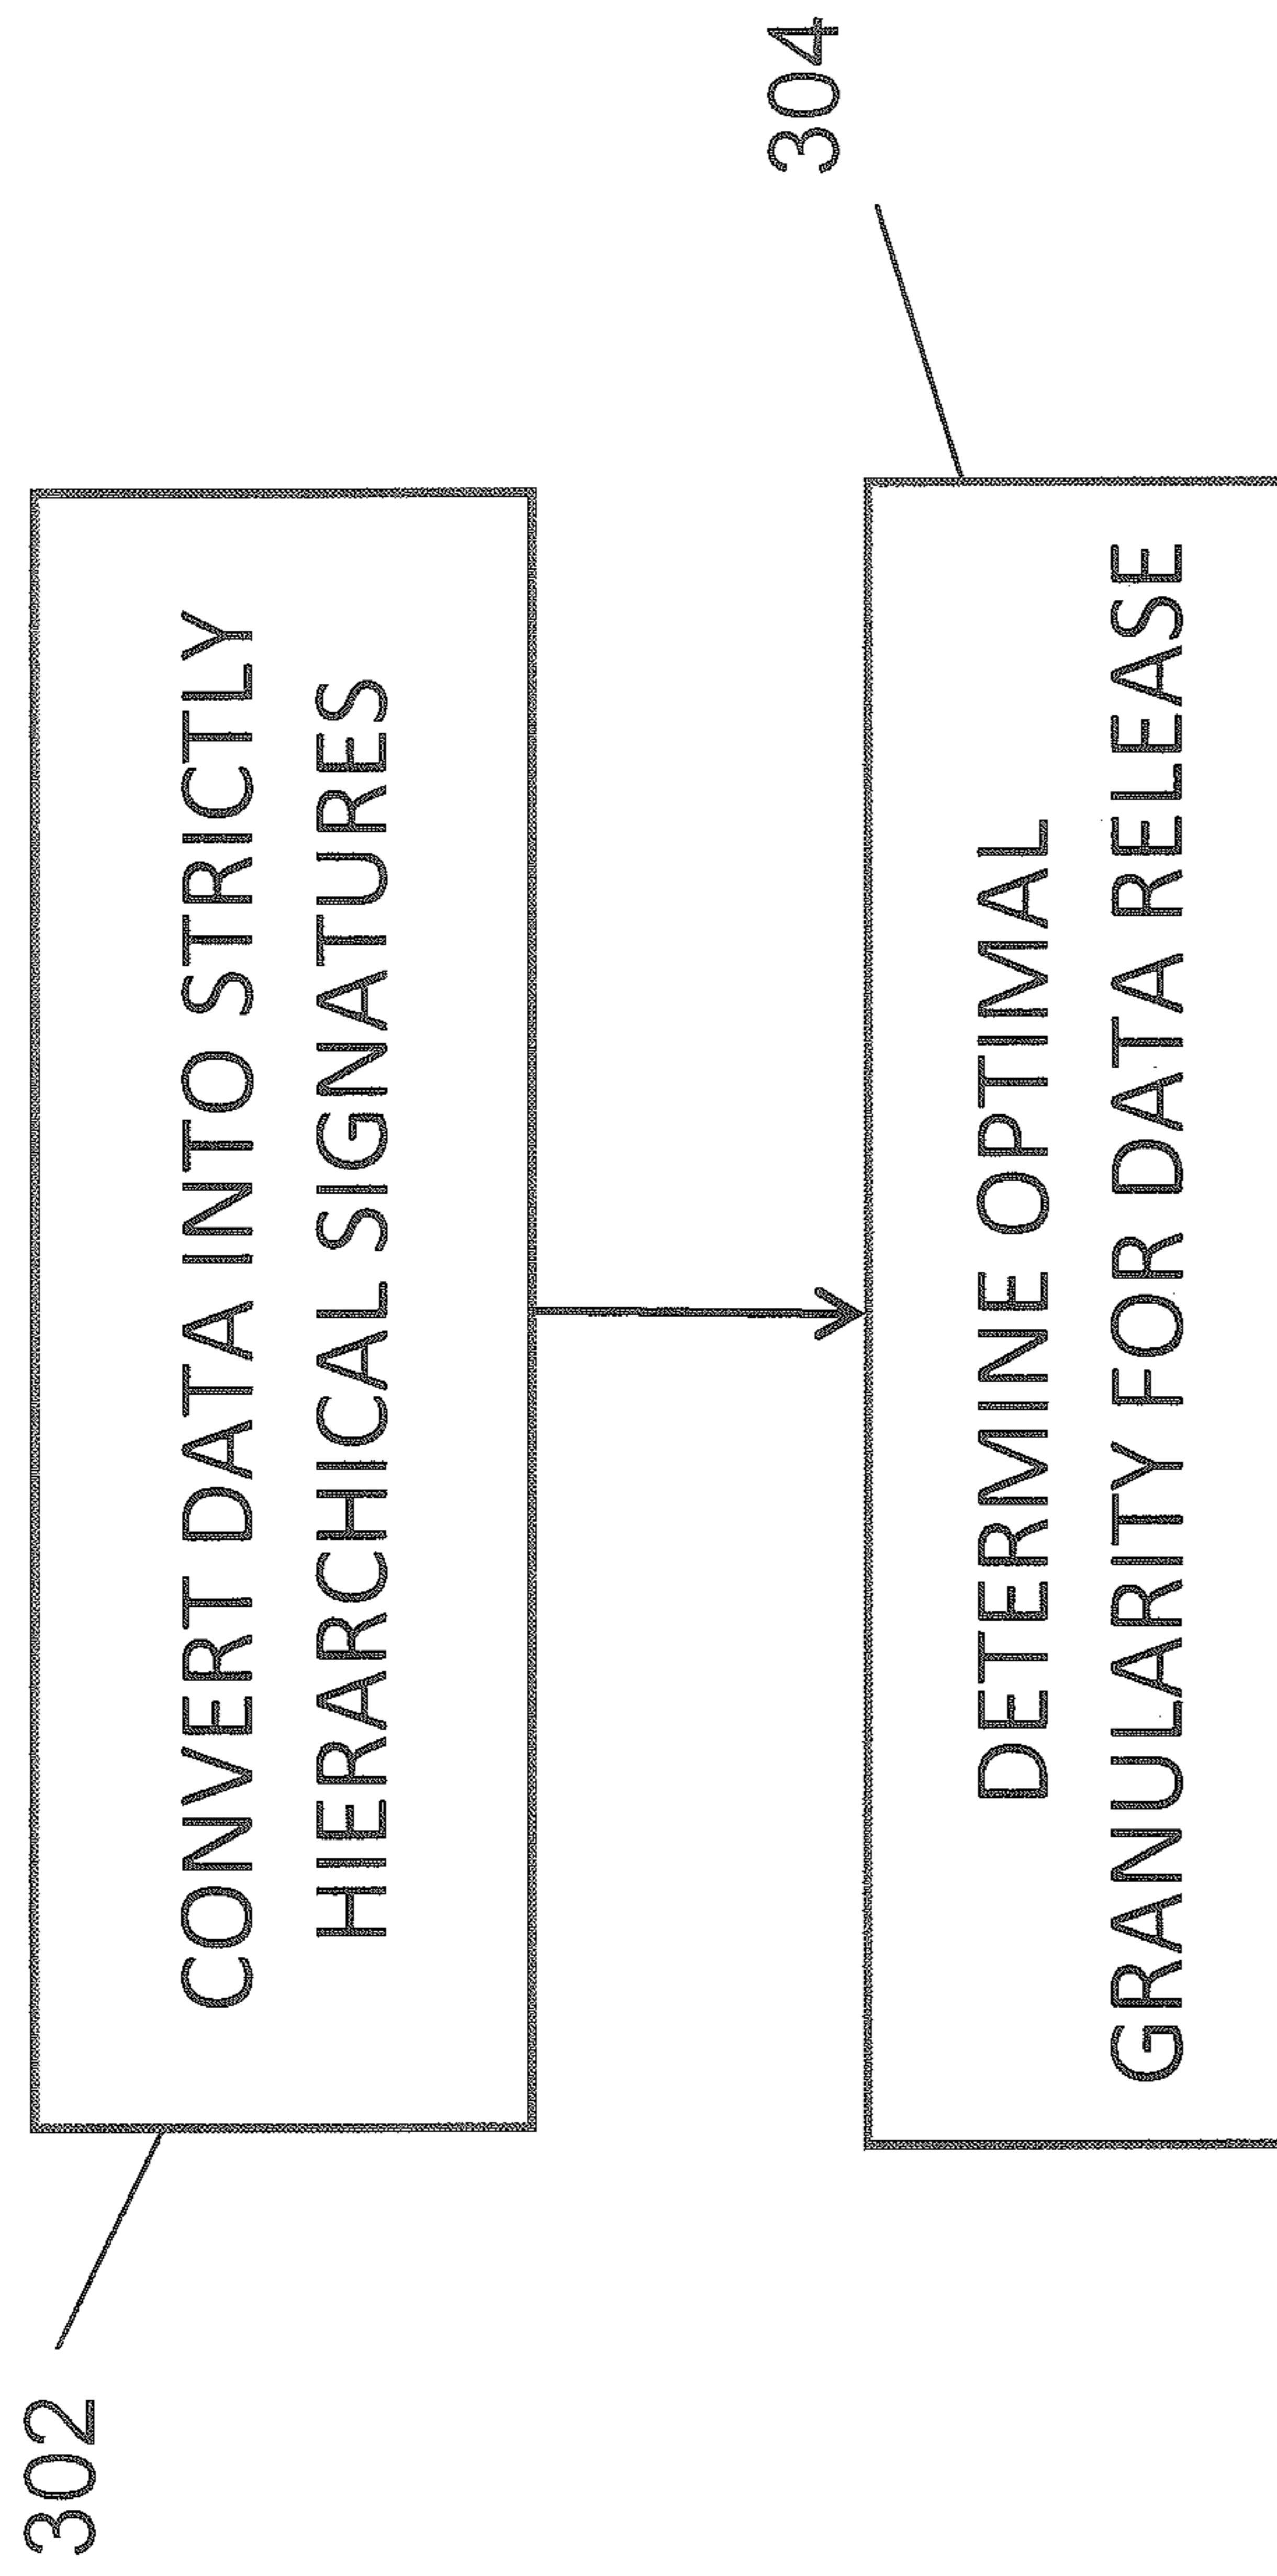 302
CONVERT DATA INTO STRICTLY
HIERARCHICAL SIGNATURES
304
DETERMINE OPTIMAL
GRANULARITY FOR DATA RELEASE